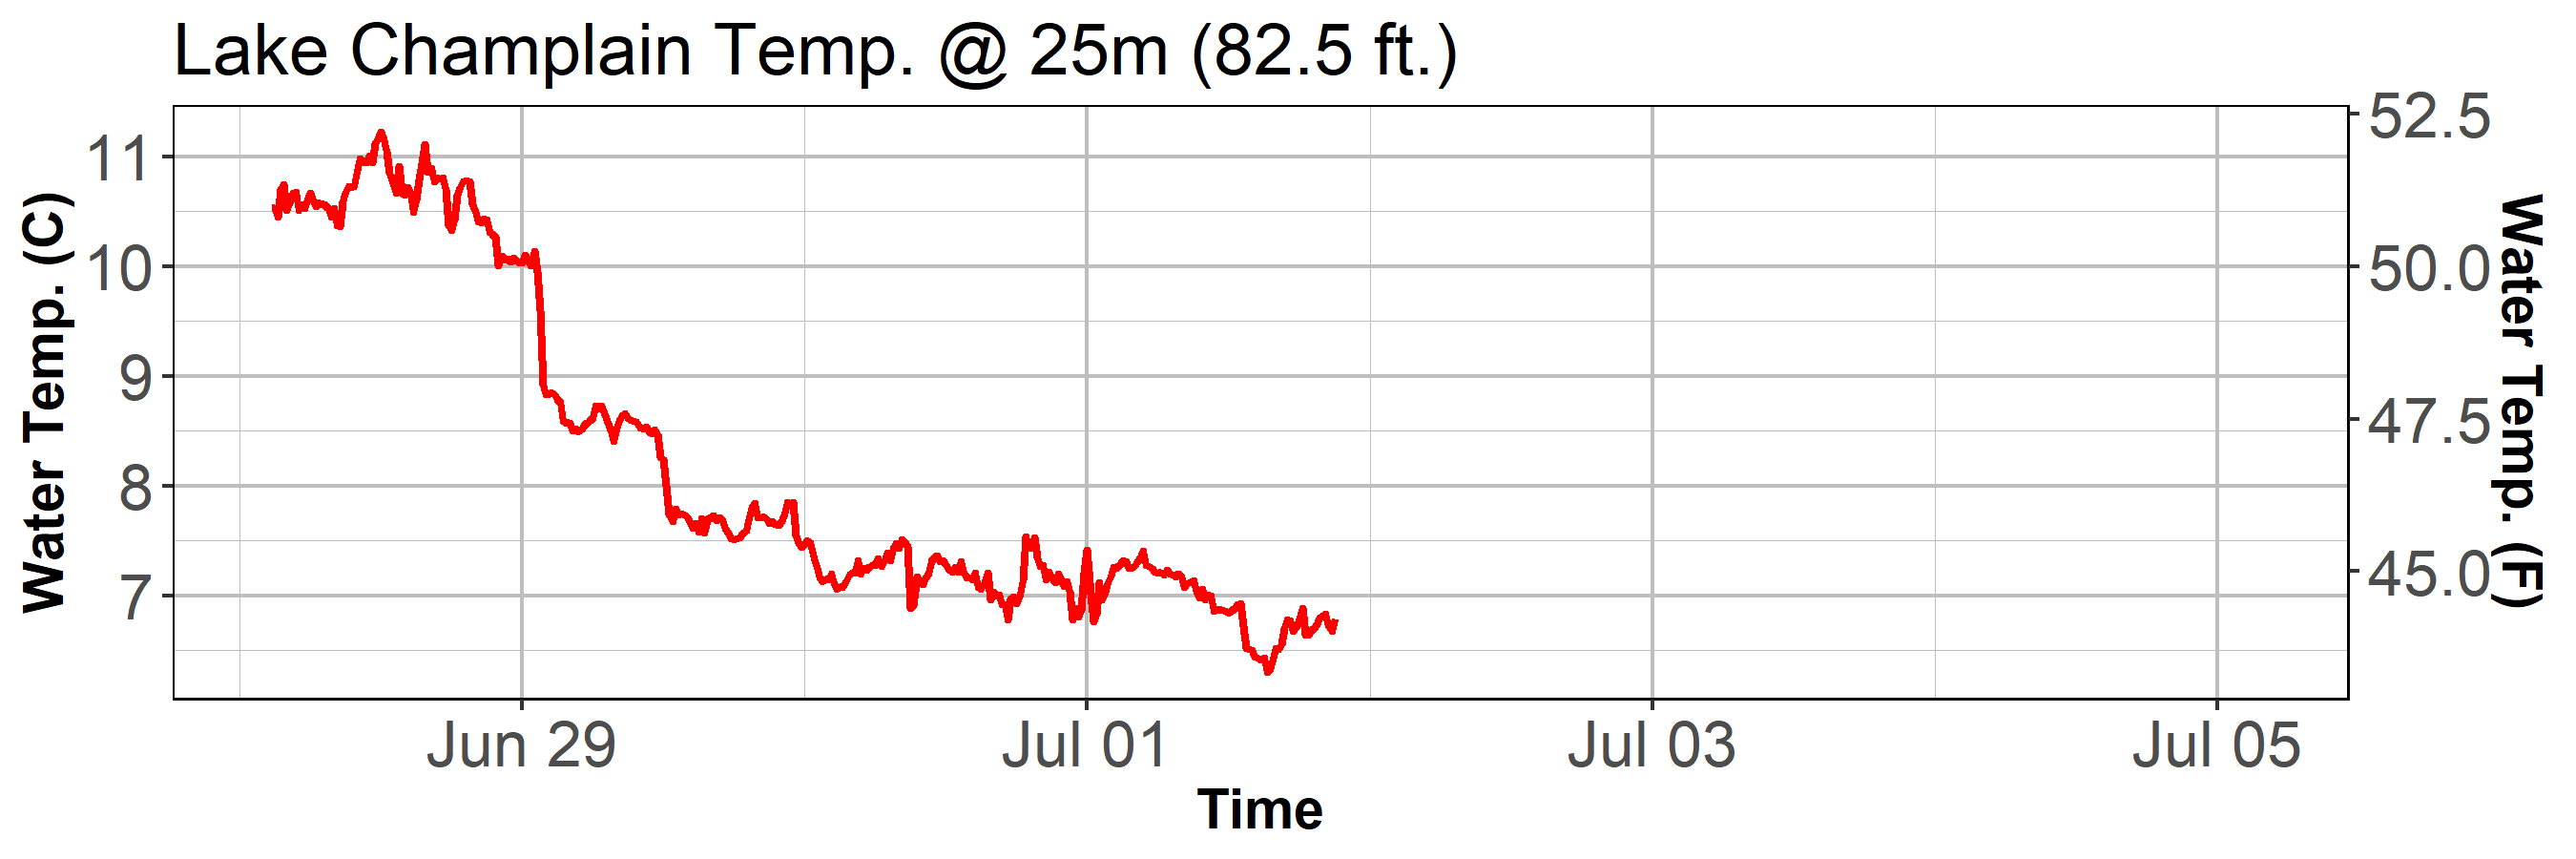 Lake Champlain Temp. @ 25m (82.5 ft.)
Water Temp. (C)
11
10
9
8
7
52.5
50.0
47.5
45.0
Water Temp. (F)
Jun 29
Jul 01
Jul 03
Jul 05
Time